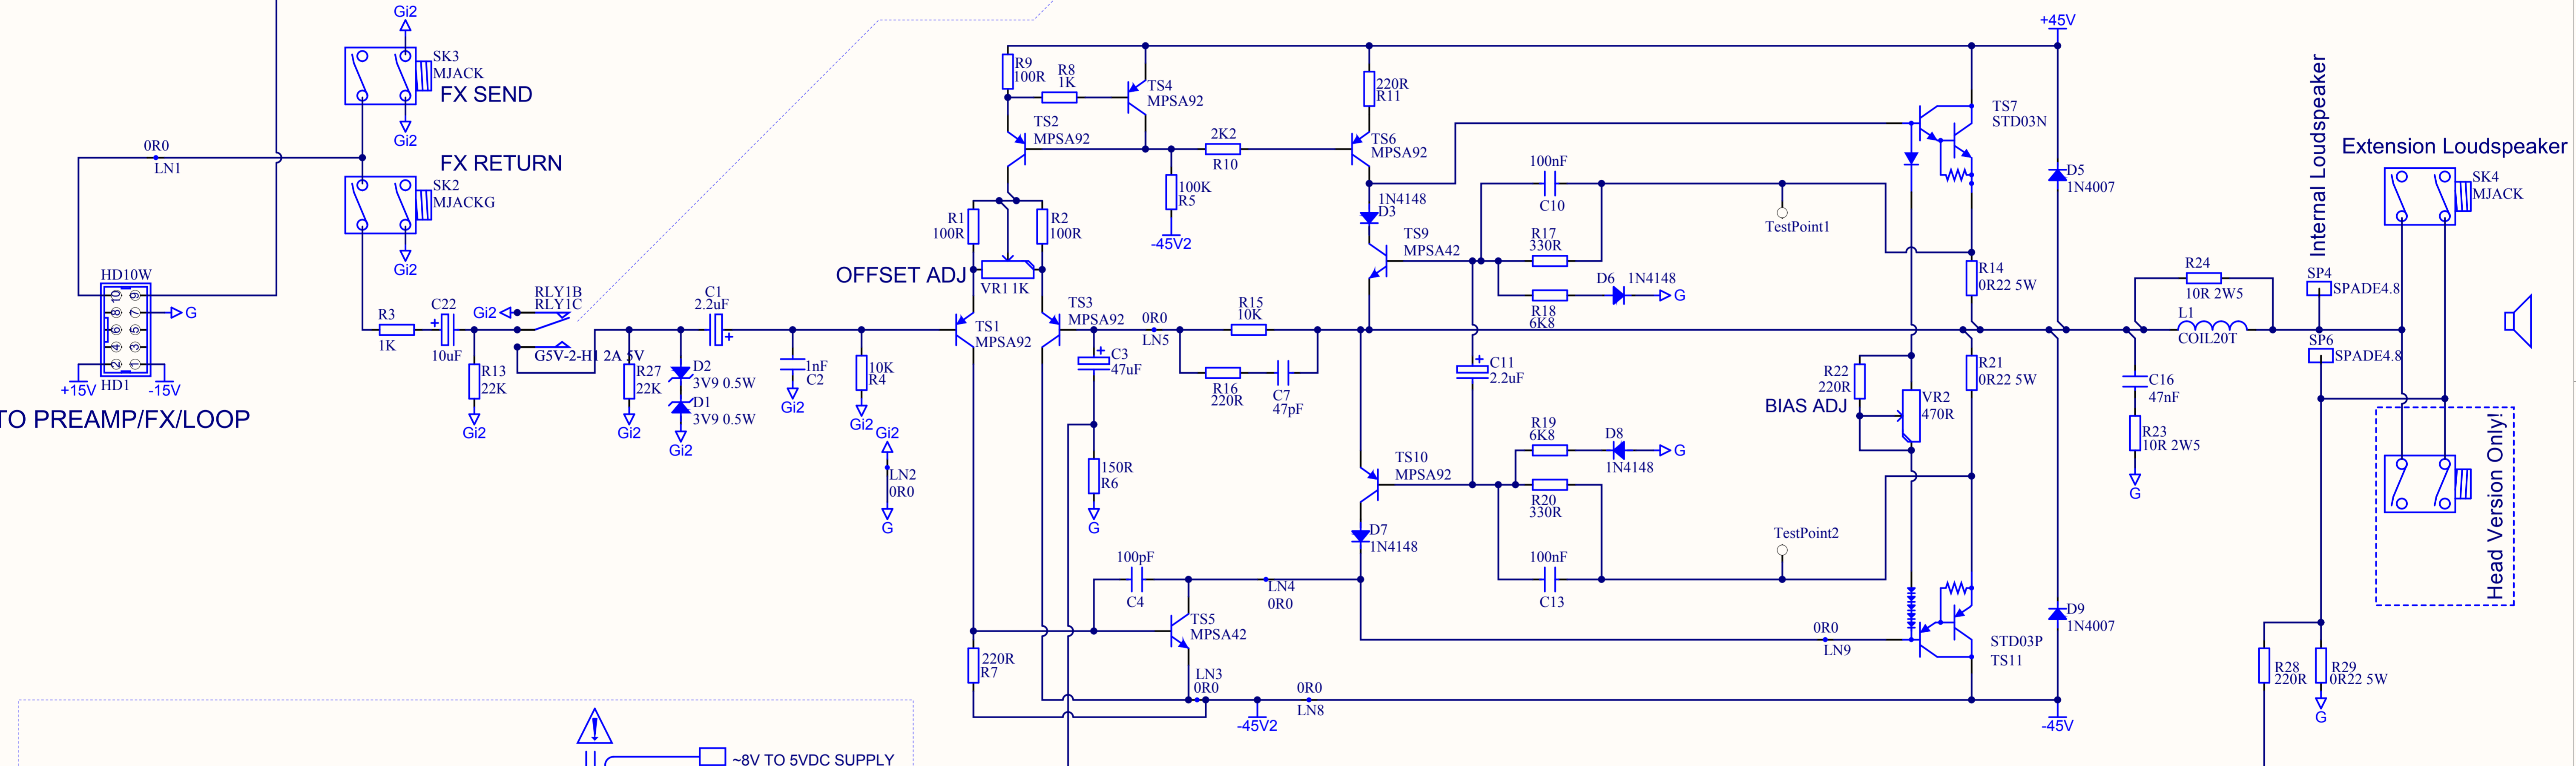 Gi2
SK3
MJACK
FX SEND
Gi2
0R0
LN1
FX RETURN
SK2
MJACKG
Gi2
HD10W
10
9
8
7
6
5
4
3
2
1
G
+15V
HD1
-15V
TO PREAMP/FX/LOOP
R3
1K
C22
+
10uF
R13
22K
Gi2
RLY1B
RLY1C
Gi2
G5V-2-H1 2A 5V
R27
22K
Gi2
D2
3V9 0.5W
D1
3V9 0.5W
Gi2
C1
2.2uF
+
1nF
C2
Gi2
10K
R4
Gi2
Gi2
LN2
0R0
G
R9
100R
R8
1K
TS4
MPSA92
TS2
MPSA92
R1
100R
R2
100R
OFFSET ADJ
VR1 1K
TS1
MPSA92
TS3
MPSA92
100K
R5
-45V2
2K2
R10
220R
R11
TS6
MPSA92
1N4148
D3
TS9
MPSA42
0R0
LN5
R15
10K
R16
220R
C7
47pF
+
C3
47uF
150R
R6
G
100pF
C4
TS5
MPSA42
LN4
0R0
220R
R7
LN3
0R0
-45V2
0R0
LN8
100nF
C10
R17
330R
R18
6K8
D6
1N4148
G
TestPoint1
+
C11
2.2uF
TS10
MPSA92
D7
1N4148
R19
6K8
D8
1N4148
G
R20
330R
100nF
C13
TestPoint2
R22
220R
BIAS ADJ
VR2
470R
0R0
LN9
+45V
TS7
STD03N
D5
1N4007
R14
0R22 5W
R21
0R22 5W
STD03P
TS11
D9
1N4007
-45V
R24
10R 2W5
L1
COIL20T
C16
47nF
R23
10R 2W5
G
Internal Loudspeaker
SP4
SPADE4.8
SP6
SPADE4.8
Extension Loudspeaker
SK4
MJACK
Head Version Only!
R28
220R
R29
0R22 5W
G
!
~8V TO 5VDC SUPPLY